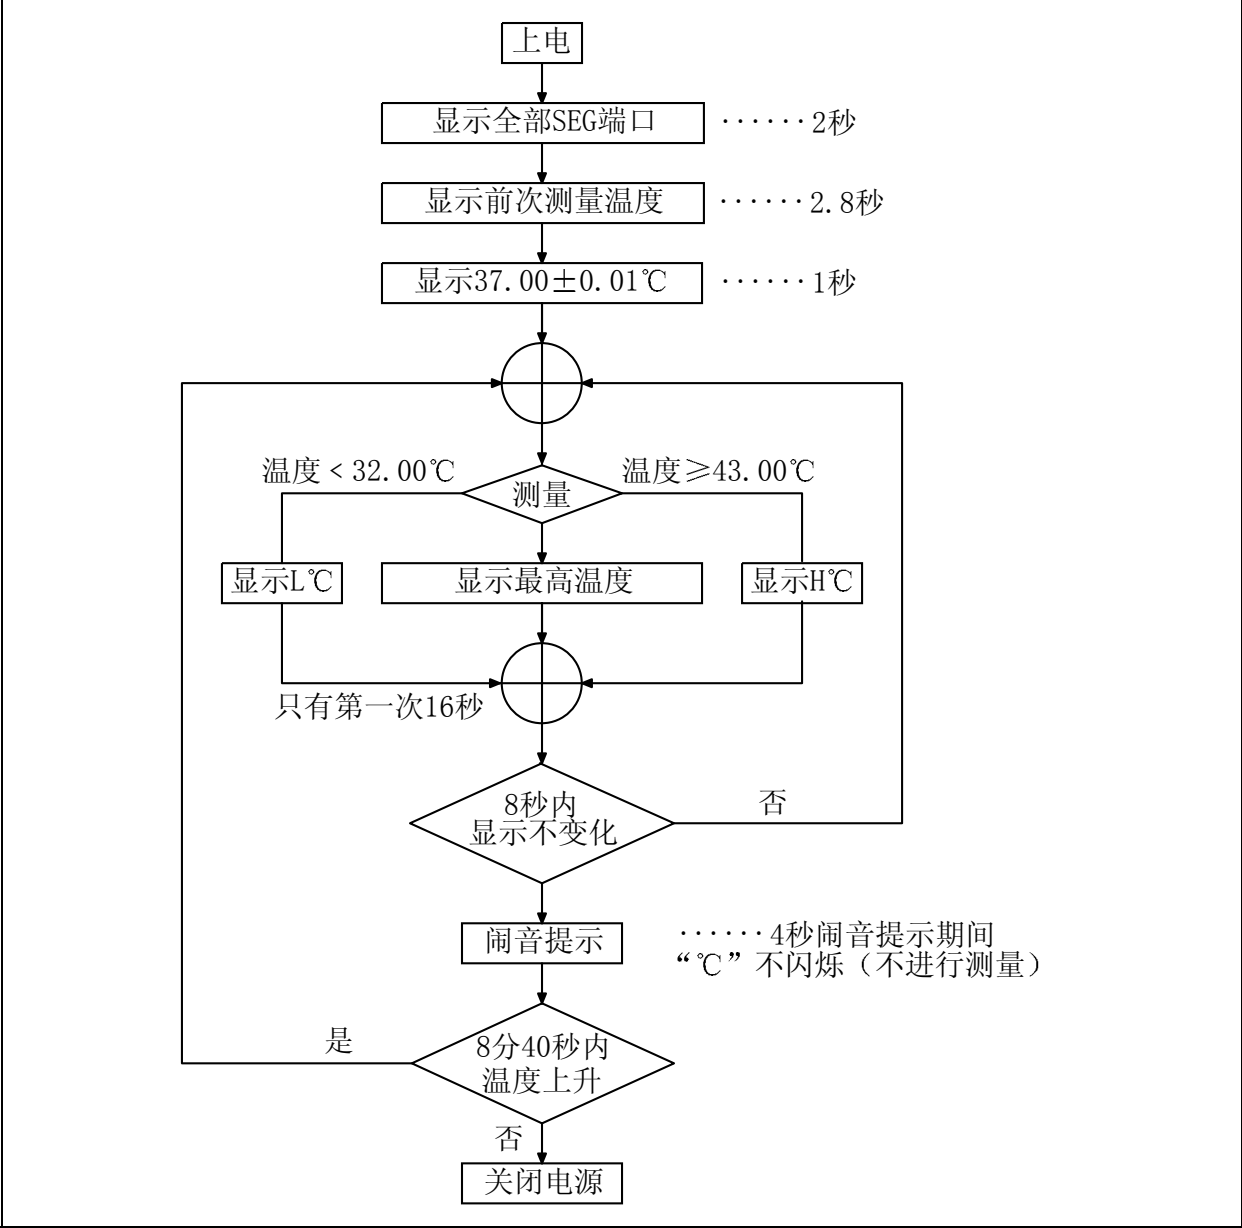 上电
显示全部SEG端口
······2秒
显示前次测量温度
······2.8秒
显示37.00±0.01℃
······1秒
温度<32.00℃
温度≥43.00℃
测量
显示L℃
显示最高温度
显示H℃
只有第一次16秒
8秒内
显示不变化
否
闹音提示
······4秒闹音提示期间
“℃”不闪烁（不进行测量）
是
8分40秒内
温度上升
否
关闭电源